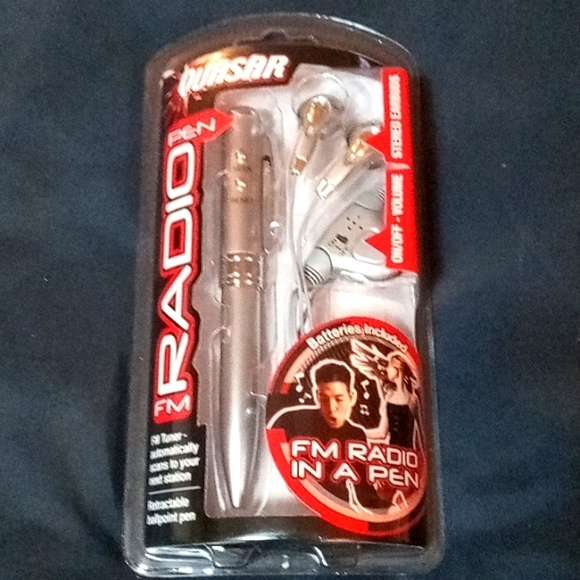 QUASAR
FM RADIO PEN
STEREO EARBUDS
ON/OFF - VOLUME
Batteries Included
FM RADIO
IN A PEN
FM Tuner -
automatically
scans to your
next station
Retractable
ballpoint pen